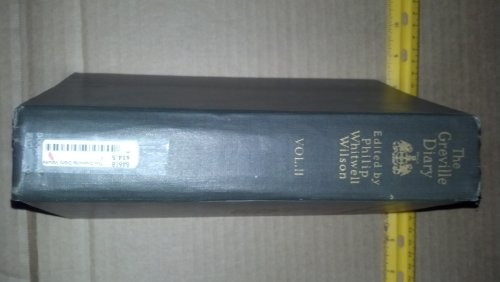 The
Greville
Diary
Edited by
Philip
Whitwell
Wilson
VOL.II